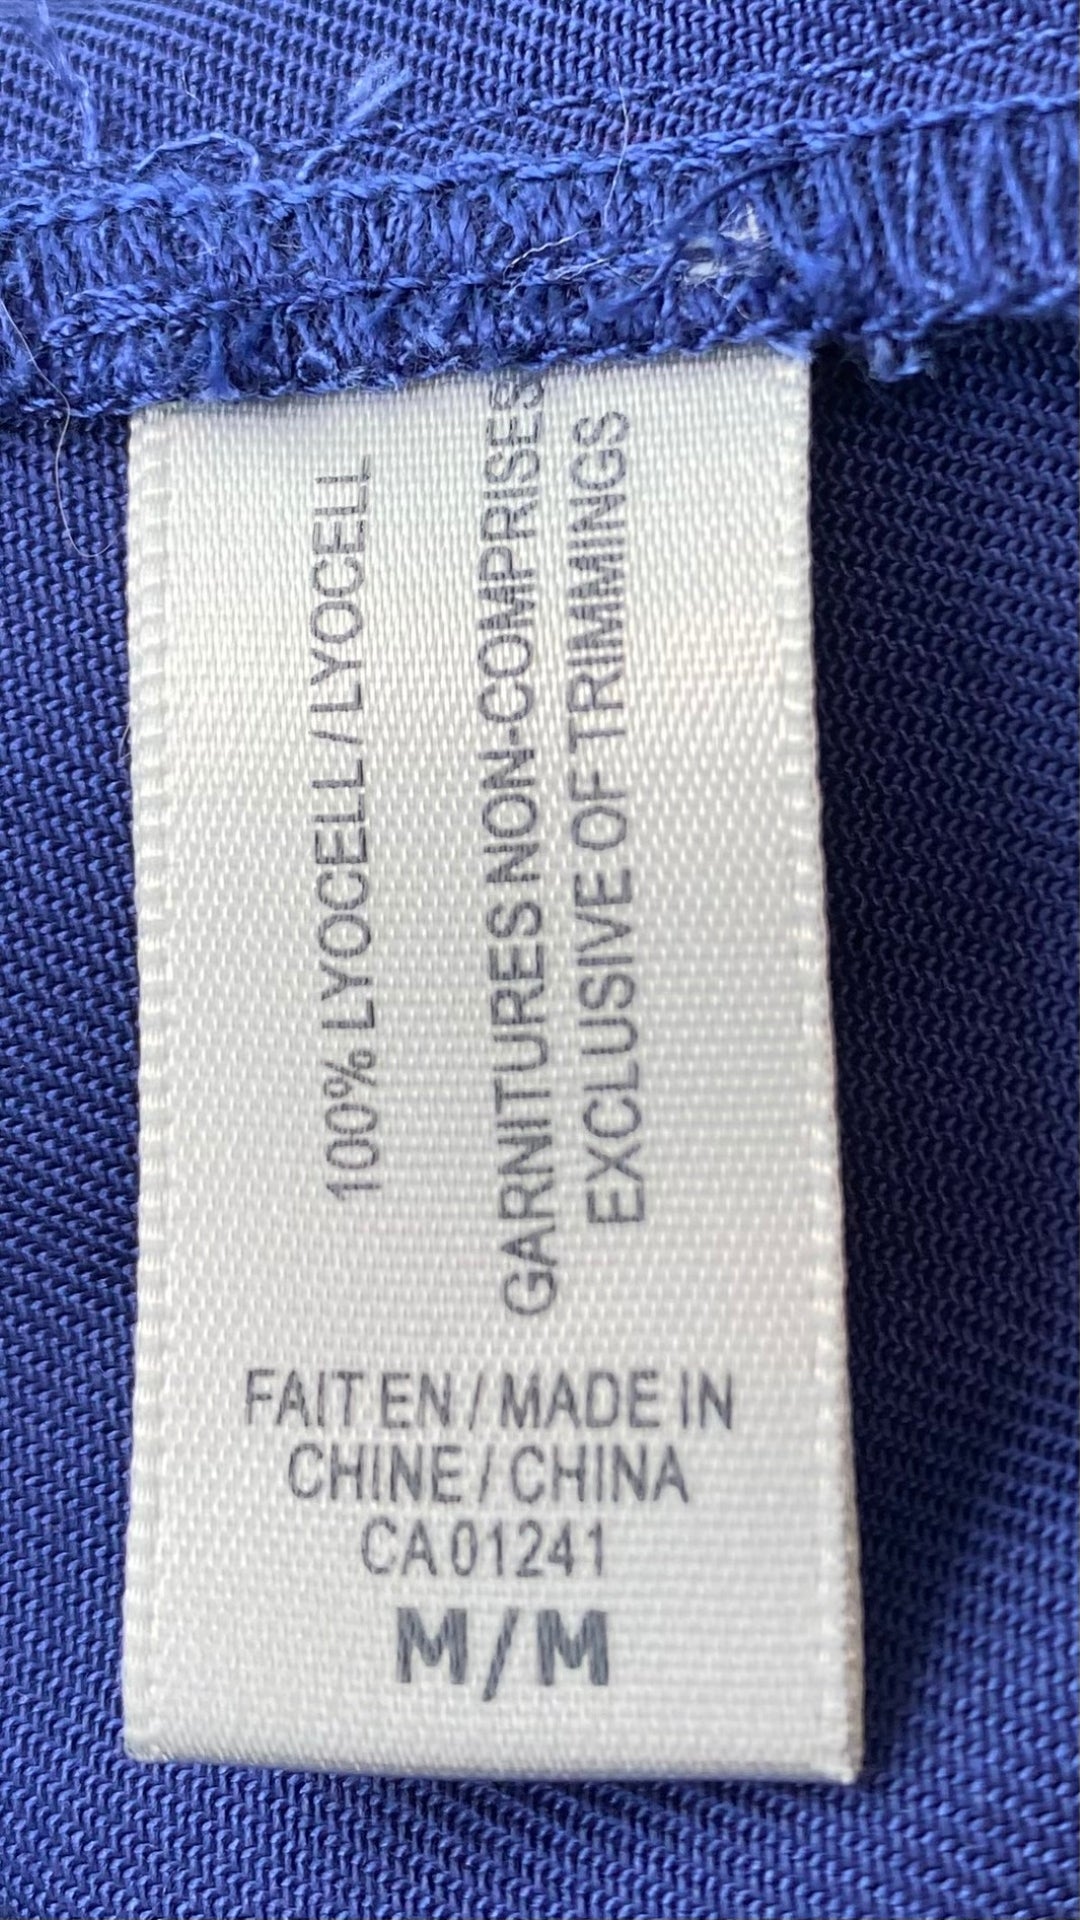 100% LYOCELL / LYOCELL
GARNITURES NON-COMPRISES
EXCLUSIVE OF TRIMMINGS
FAIT EN / MADE IN
CHINE / CHINA
CA 01241
M / M